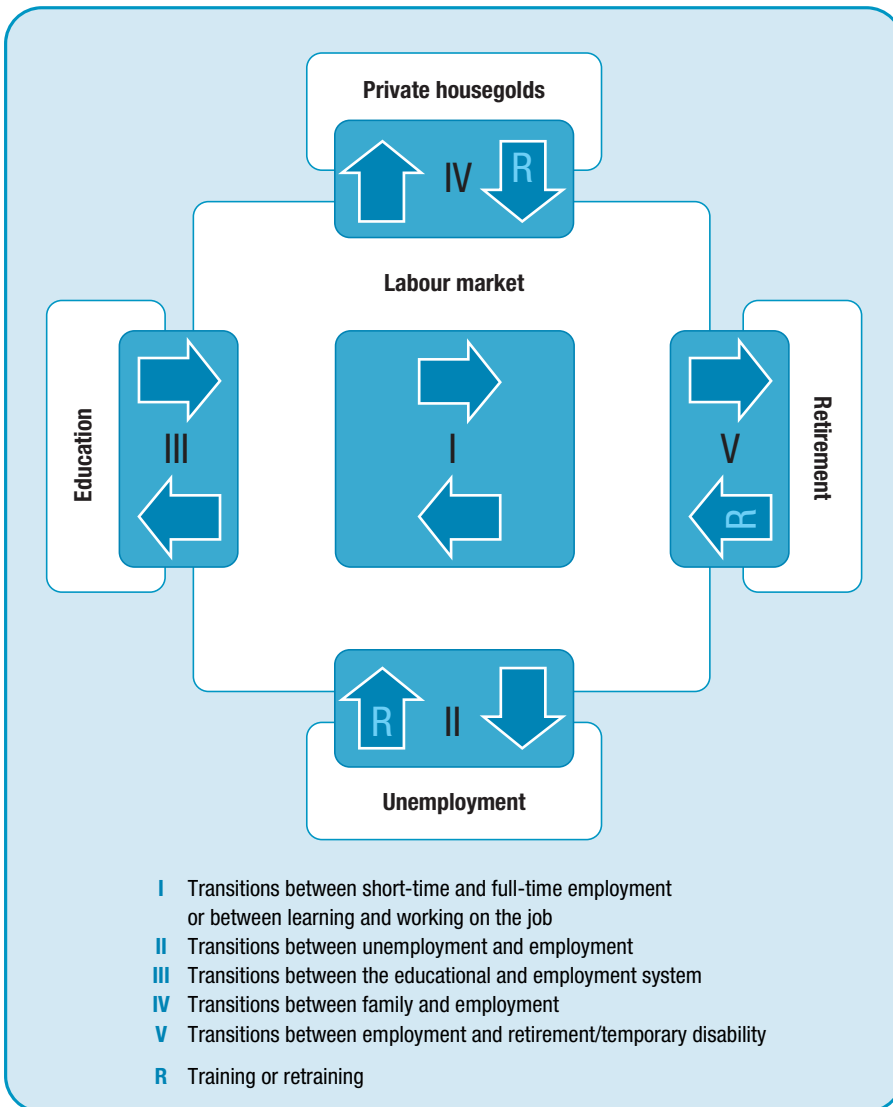 Private housegolds
IV R
Labour market
Education
III
I
V
R
Retirement
R II
Unemployment
I Transitions between short-time and full-time employment
or between learning and working on the job
II Transitions between unemployment and employment
III Transitions between the educational and employment system
IV Transitions between family and employment
V Transitions between employment and retirement/temporary disability
R Training or retraining